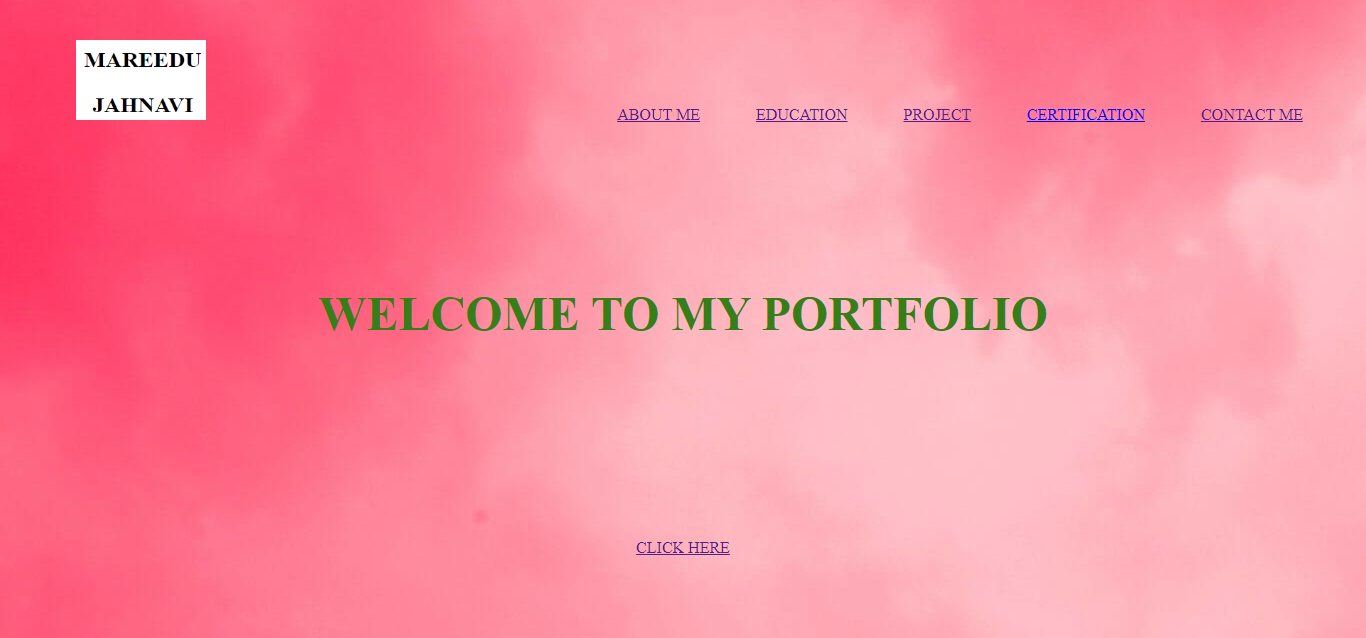 MAREEDU
JAHNAVI
ABOUT ME EDUCATION PROJECT CERTIFICATION CONTACT ME
WELCOME TO MY PORTFOLIO
CLICK HERE